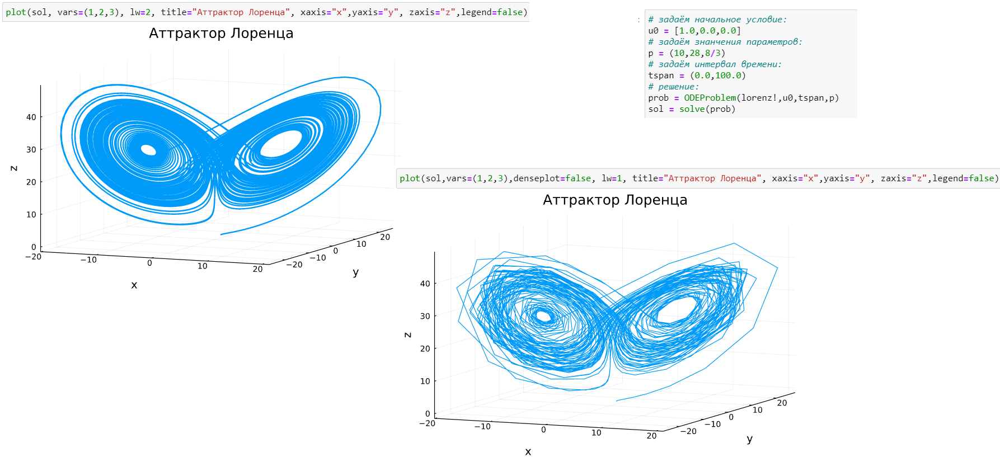 plot(sol, vars=(1,2,3), lw=2, title="Аттрактор Лоренца", xaxis="x",yaxis="y", zaxis="z",legend=false)
Аттрактор Лоренца
40
30
20
10
0
z
−20
−10
0
10
20
x
−20
−10
0
10
20
y
:
# задаём начальное условие:
u0 = [1.0,0.0,0.0]
# задаём знанчения параметров:
p = (10,28,8/3)
# задаём интервал времени:
tspan = (0.0,100.0)
# решение:
prob = ODEProblem(lorenz!,u0,tspan,p)
sol = solve(prob)
plot(sol,vars=(1,2,3),denseplot=false, lw=1, title="Аттрактор Лоренца", xaxis="x",yaxis="y", zaxis="z",legend=false)
Аттрактор Лоренца
40
30
20
10
0
z
−20
−10
0
10
20
x
−20
−10
0
10
20
y